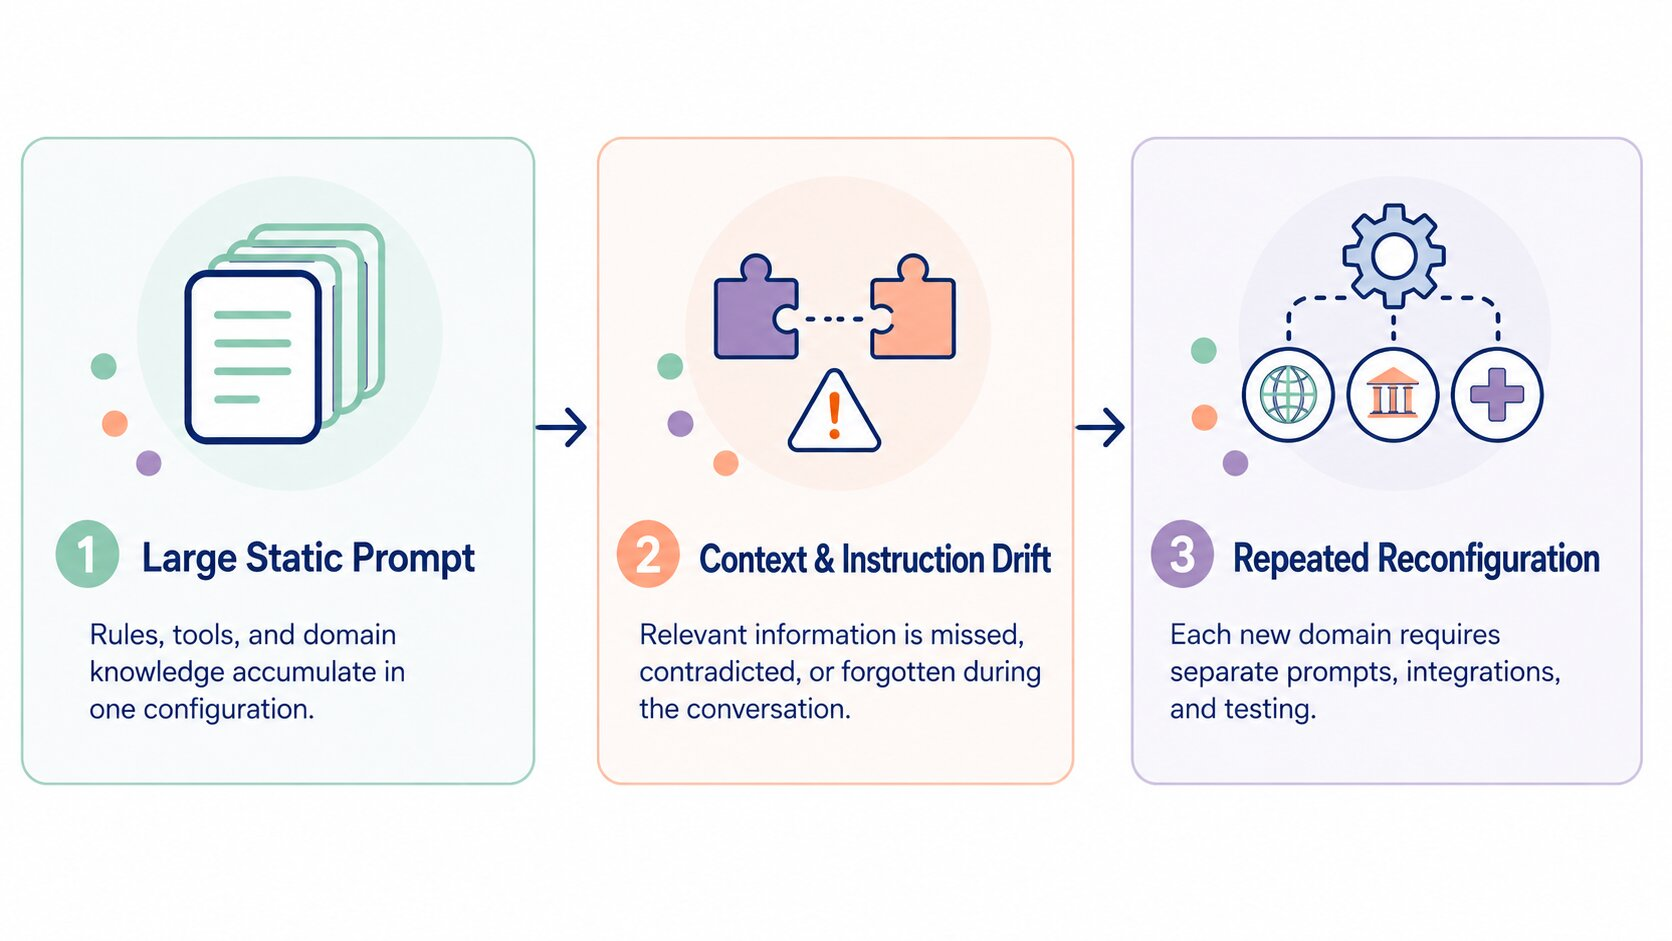 1 Large Static Prompt
Rules, tools, and domain
knowledge accumulate in
one configuration.
2 Context & Instruction Drift
Relevant information is missed,
contradicted, or forgotten during
the conversation.
3 Repeated Reconfiguration
Each new domain requires
separate prompts, integrations,
and testing.